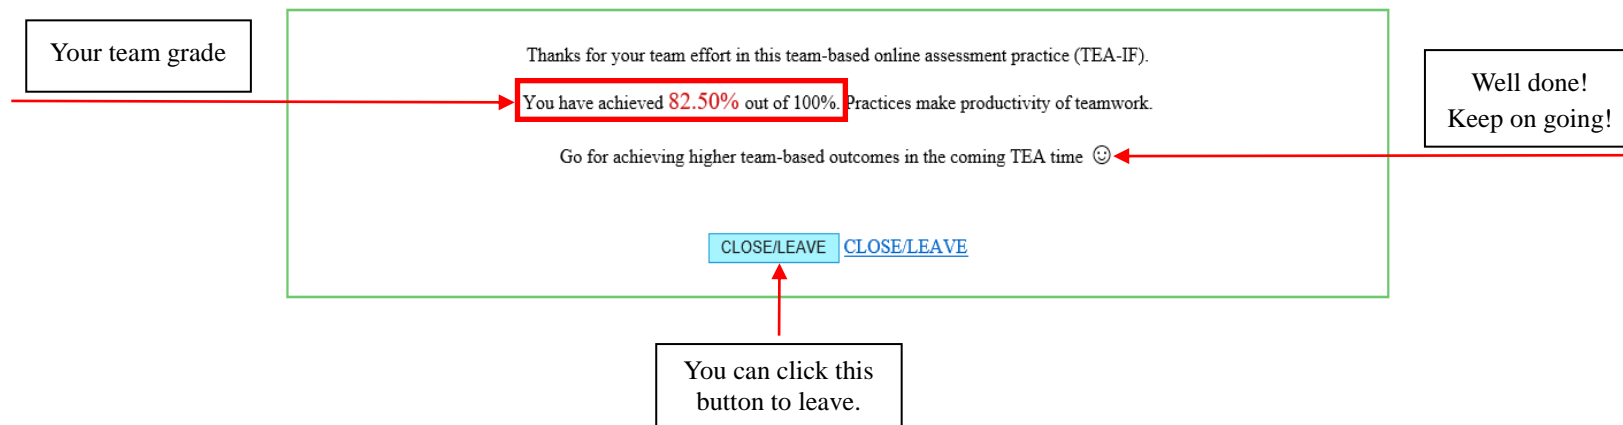 Your team grade
Thanks for your team effort in this team-based online assessment practice (TEA-IF).
You have achieved 82.50% out of 100%. Practices make productivity of teamwork.
Go for achieving higher team-based outcomes in the coming TEA time ☺
Well done!
Keep on going!
CLOSE/LEAVE CLOSE/LEAVE
You can click this
button to leave.